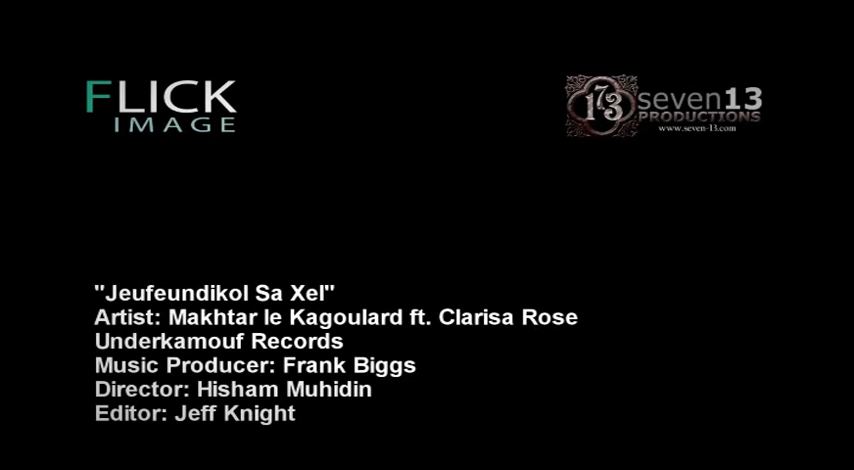 FLICK
IMAGE
173
seven13
PRODUCTIONS
www.seven-13.com
"Jeufeundikol Sa Xel"
Artist: Makhtar le Kagoulard ft. Clarisa Rose
Underkamouf Records
Music Producer: Frank Biggs
Director: Hisham Muhidin
Editor: Jeff Knight